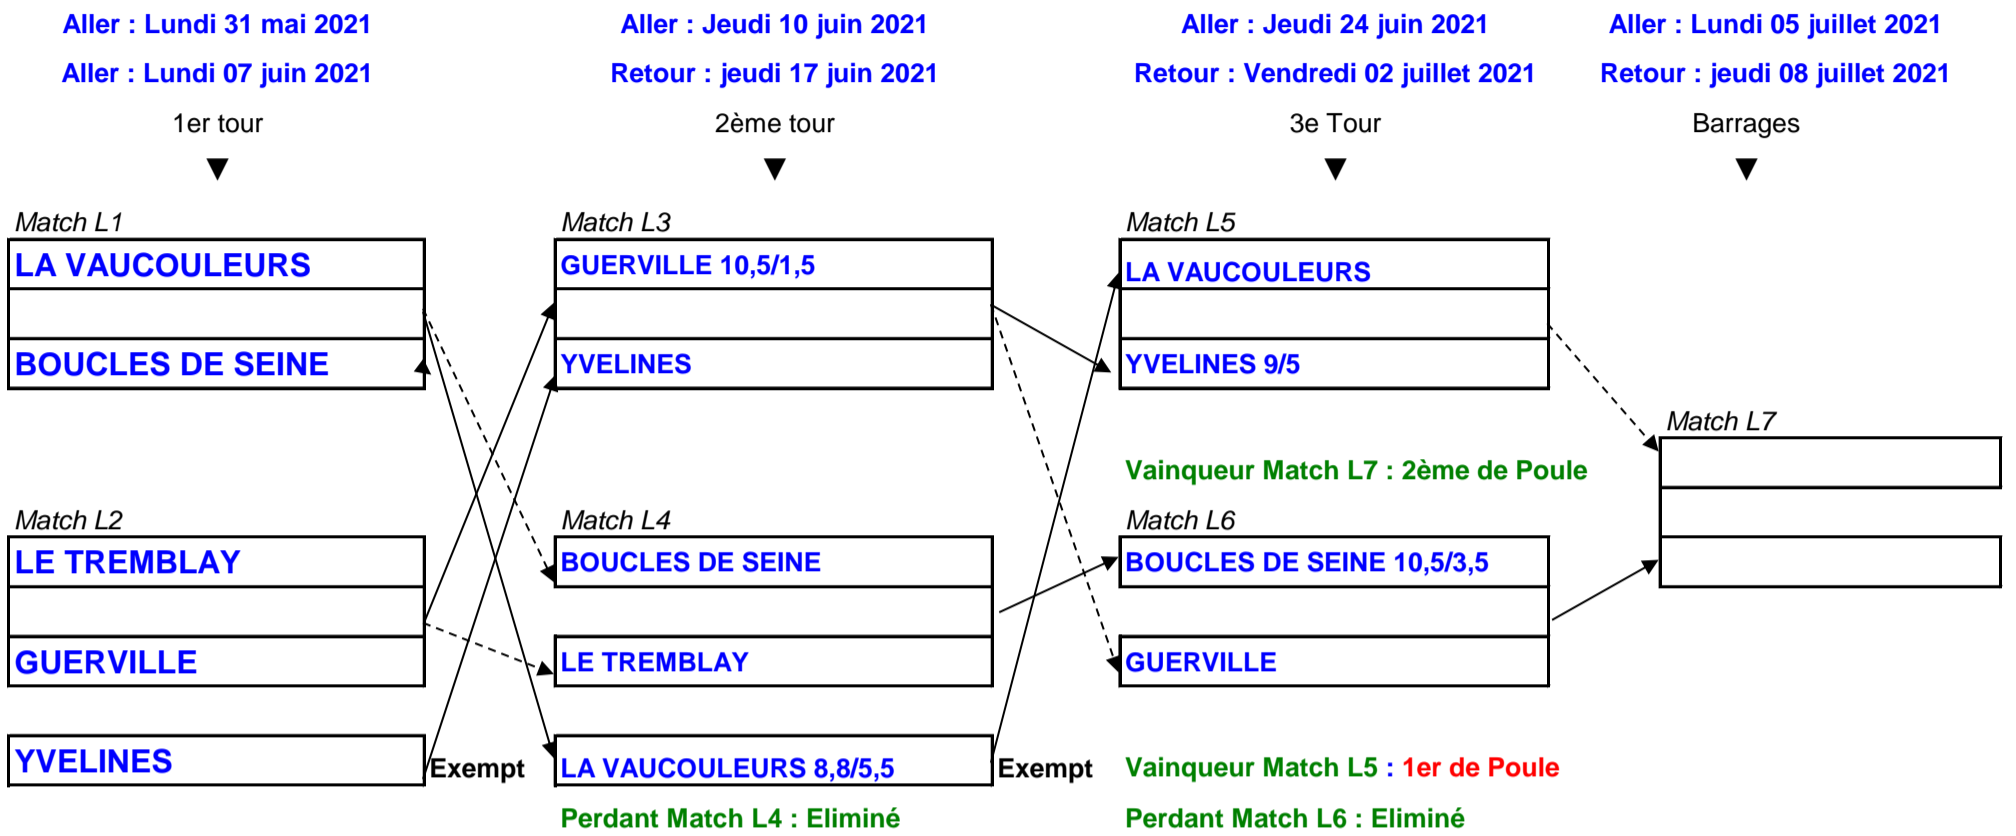 Aller : Lundi 31 mai 2021
Aller : Jeudi 10 juin 2021
Aller : Jeudi 24 juin 2021
Aller : Lundi 05 juillet 2021
Aller : Lundi 07 juin 2021
Retour : jeudi 17 juin 2021
Retour : Vendredi 02 juillet 2021
Retour : jeudi 08 juillet 2021
1er tour
2ème tour
3e Tour
Barrages
Match L1
Match L3
Match L5
LA VAUCOULEURS
GUERVILLE 10,5/1,5
LA VAUCOULEURS
BOUCLES DE SEINE
YVELINES
YVELINES 9/5
Match L7
Vainqueur Match L7 : 2ème de Poule
Match L2
Match L4
Match L6
LE TREMBLAY
BOUCLES DE SEINE
BOUCLES DE SEINE 10,5/3,5
GUERVILLE
LE TREMBLAY
GUERVILLE
YVELINES
Exempt
LA VAUCOULEURS 8,8/5,5
Exempt
Vainqueur Match L5 : 1er de Poule
Perdant Match L4 : Eliminé
Perdant Match L6 : Eliminé